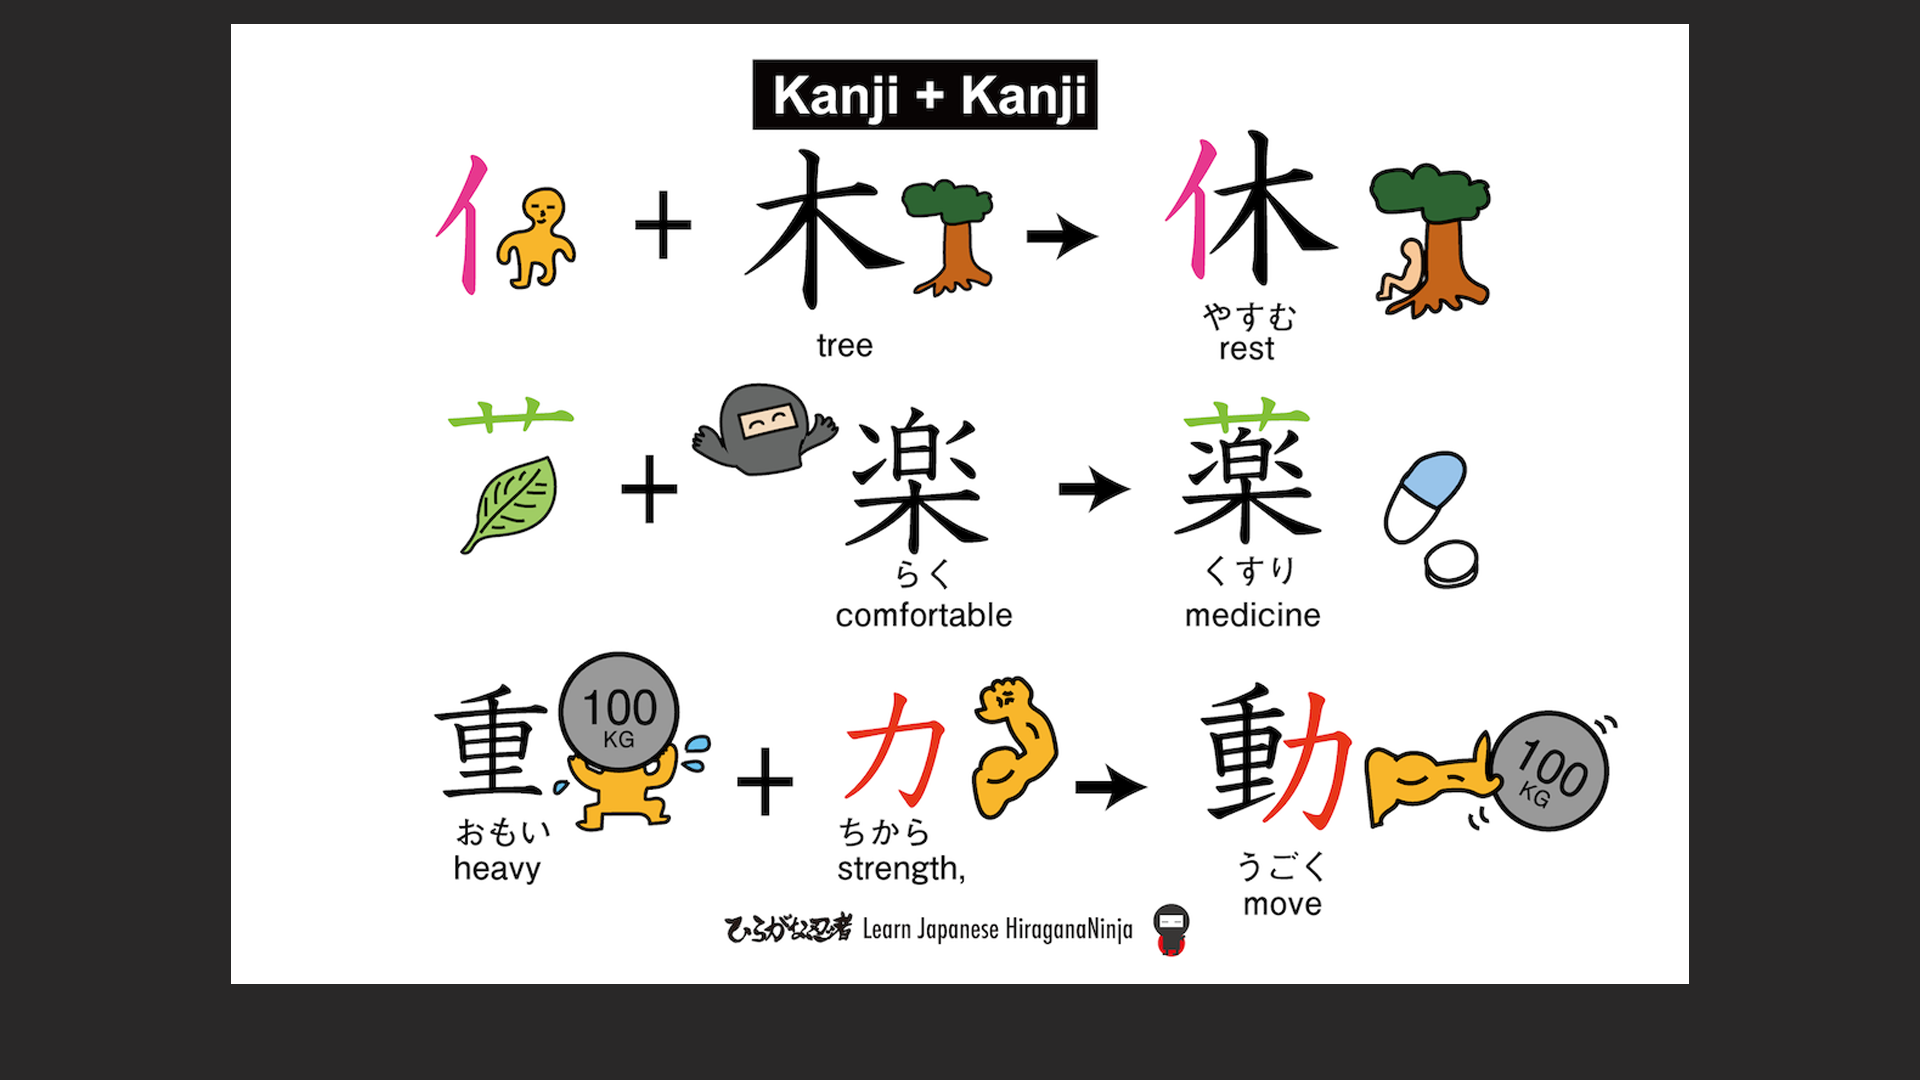 Kanji + Kanji
亻 + 木 → 休
tree
やすむ
rest
艹 + 楽 → 薬
らく
comfortable
くすり
medicine
重 100 KG + 力 → 動 100 KG
おもい
heavy
ちから
strength,
うごく
move
ひらがな忍者 Learn Japanese HiraganaNinja